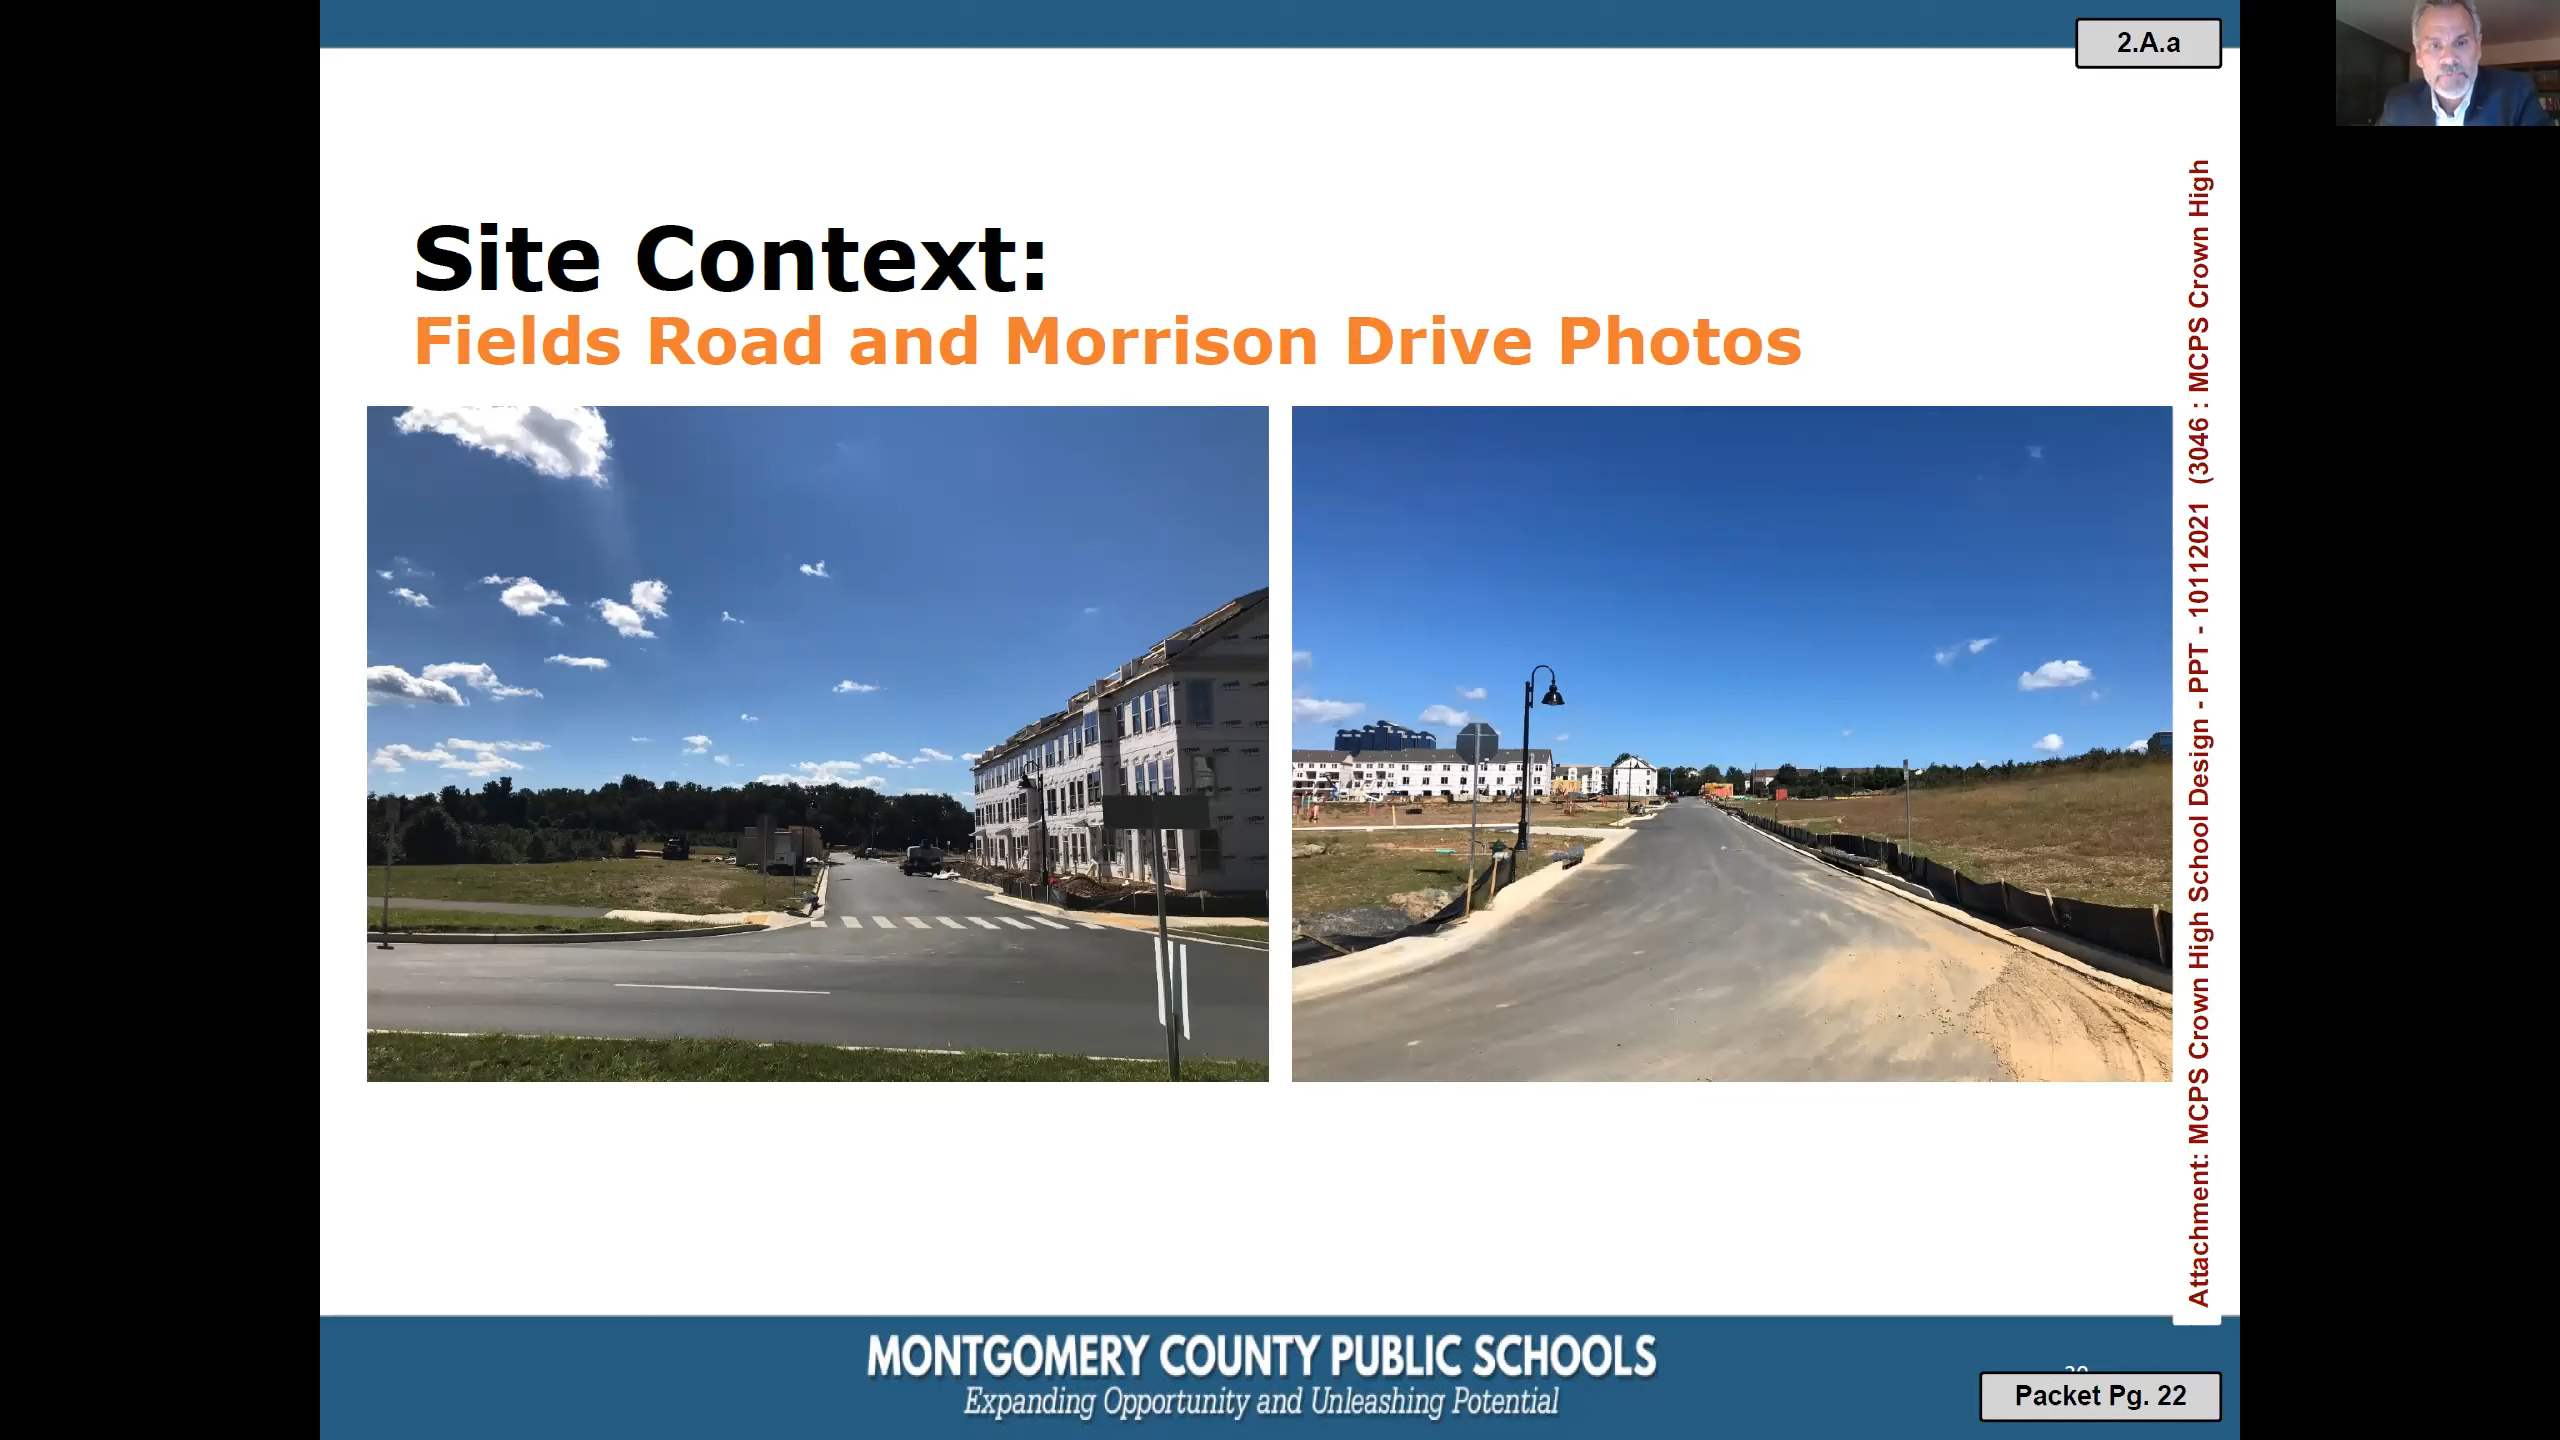 2.A.a
Site Context:
Fields Road and Morrison Drive Photos
Attachment: MCPS Crown High School Design - PPT - 10112021 (3046 : MCPS Crown High
MONTGOMERY COUNTY PUBLIC SCHOOLS
Expanding Opportunity and Unleashing Potential
Packet Pg. 22